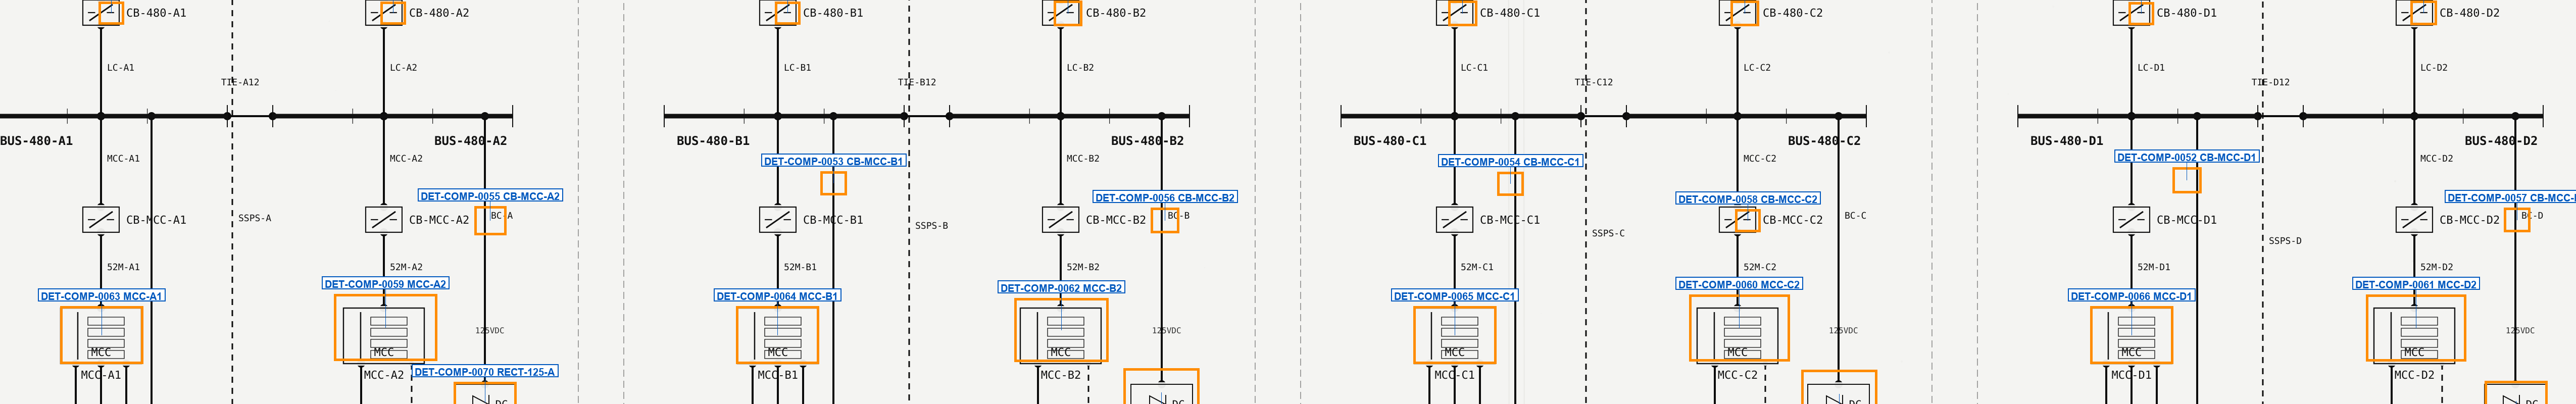 CB-480-A1
CB-480-A2
CB-480-B1
CB-480-B2
CB-480-C1
CB-480-C2
CB-480-D1
CB-480-D2
LC-A1
LC-A2
LC-B1
LC-B2
LC-C1
LC-C2
LC-D1
LC-D2
TIE-A12
TIE-B12
TIE-C12
TIE-D12
BUS-480-A1
BUS-480-A2
BUS-480-B1
BUS-480-B2
BUS-480-C1
BUS-480-C2
BUS-480-D1
BUS-480-D2
MCC-A1
MCC-A2
DET-COMP-0053 CB-MCC-B1
MCC-B2
DET-COMP-0054 CB-MCC-C1
MCC-C2
DET-COMP-0052 CB-MCC-D1
MCC-D2
DET-COMP-0055 CB-MCC-A2
DET-COMP-0056 CB-MCC-B2
DET-COMP-0058 CB-MCC-C2
DET-COMP-0057 CB-MCC-
CB-MCC-A1
SSPS-A
CB-MCC-A2
BC-A
CB-MCC-B1
SSPS-B
CB-MCC-B2
BC-B
CB-MCC-C1
SSPS-C
CB-MCC-C2
BC-C
CB-MCC-D1
SSPS-D
CB-MCC-D2
BC-D
52M-A1
52M-A2
52M-B1
52M-B2
52M-C1
52M-C2
52M-D1
52M-D2
DET-COMP-0063 MCC-A1
DET-COMP-0059 MCC-A2
DET-COMP-0064 MCC-B1
DET-COMP-0062 MCC-B2
DET-COMP-0065 MCC-C1
DET-COMP-0060 MCC-C2
DET-COMP-0066 MCC-D1
DET-COMP-0061 MCC-D2
125VDC
125VDC
125VDC
125VDC
MCC
MCC
MCC
MCC
MCC
MCC
MCC
MCC
MCC-A1
MCC-A2
DET-COMP-0070 RECT-125-A
MCC-B1
MCC-B2
MCC-C1
MCC-C2
MCC-D1
MCC-D2
DC
DC
DC
DC